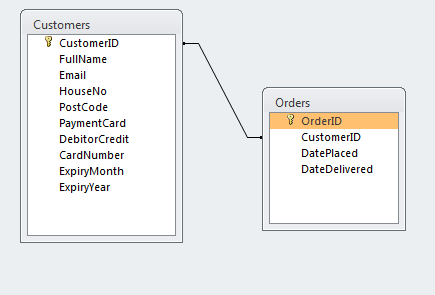 Customers
CustomerID
FullName
Email
HouseNo
PostCode
PaymentCard
DebitorCredit
CardNumber
ExpiryMonth
ExpiryYear
Orders
OrderID
CustomerID
DatePlaced
DateDelivered